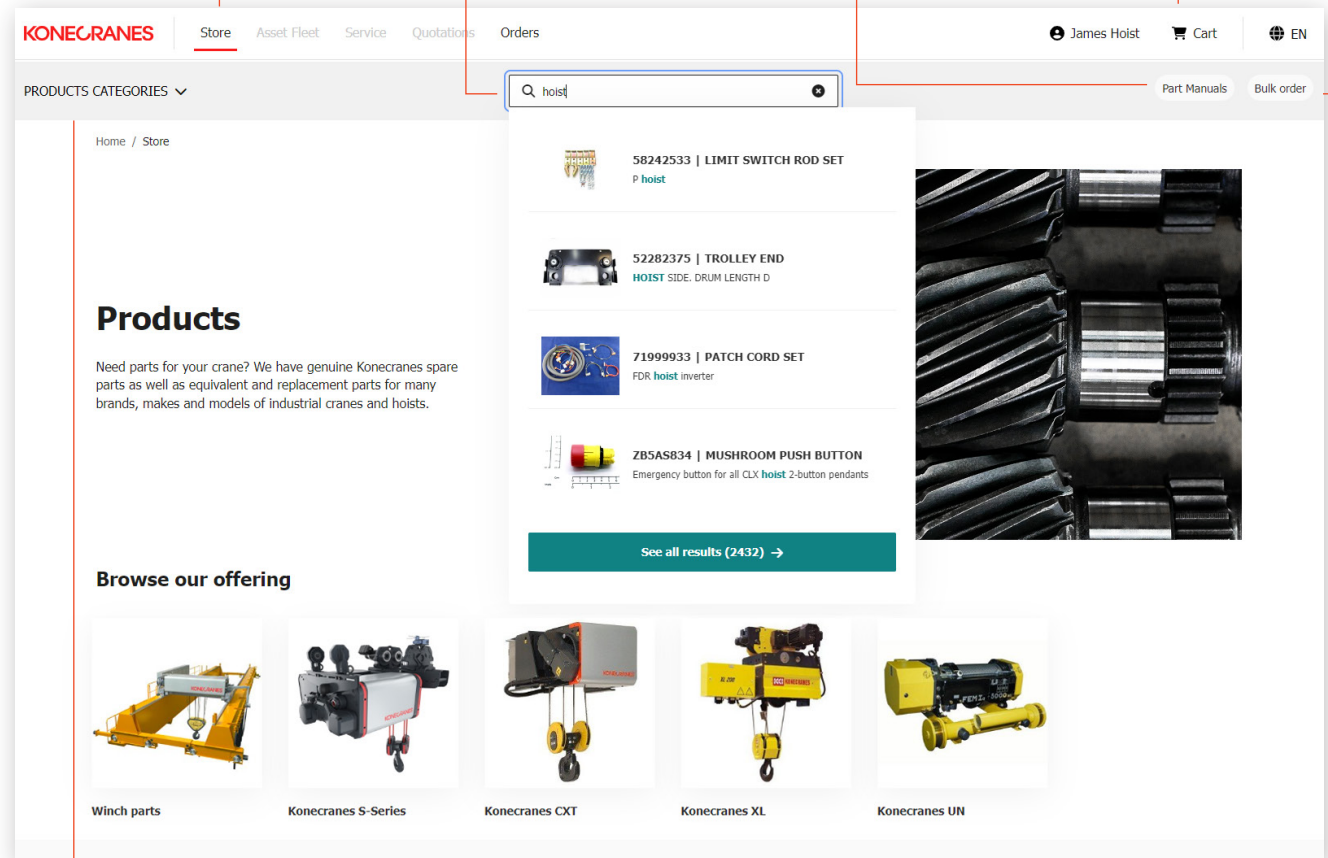 KONECRANES
Store
Asset Fleet
Service
Quotations
Orders
James Hoist
Cart
EN
PRODUCTS CATEGORIES
hoist
Part Manuals
Bulk order
Home / Store
58242533 | LIMIT SWITCH ROD SET
P hoist
52282375 | TROLLEY END
HOIST SIDE. DRUM LENGTH D
71999933 | PATCH CORD SET
FDR hoist inverter
ZB5AS834 | MUSHROOM PUSH BUTTON
Emergency button for all CLX hoist 2-button pendants
See all results (2432)
Products
Need parts for your crane? We have genuine Konecranes spare
parts as well as equivalent and replacement parts for many
brands, makes and models of industrial cranes and hoists.
Browse our offering
KONECRANES
KONECRANES
KONECRANES
KONECRANES
Winch parts
Konecranes S-Series
Konecranes CXT
Konecranes XL
Konecranes UN